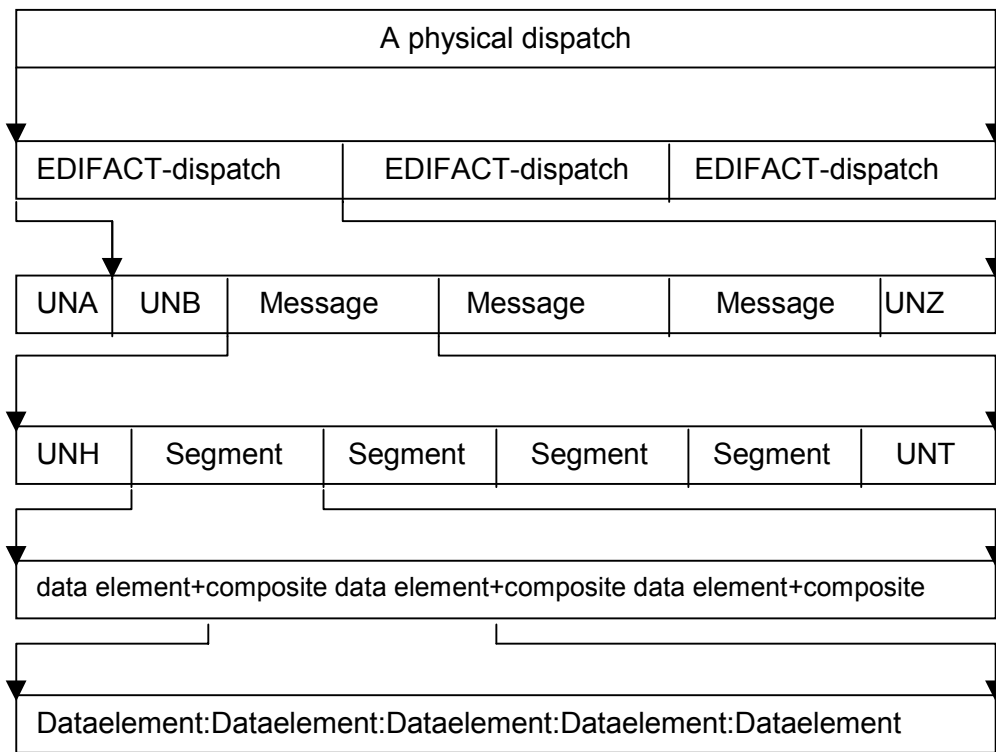 A physical dispatch
EDIFACT-dispatch EDIFACT-dispatch EDIFACT-dispatch
UNA UNB Message Message Message UNZ
UNH Segment Segment Segment Segment UNT
data element+composite data element+composite data element+composite
Dataelement:Dataelement:Dataelement:Dataelement:Dataelement